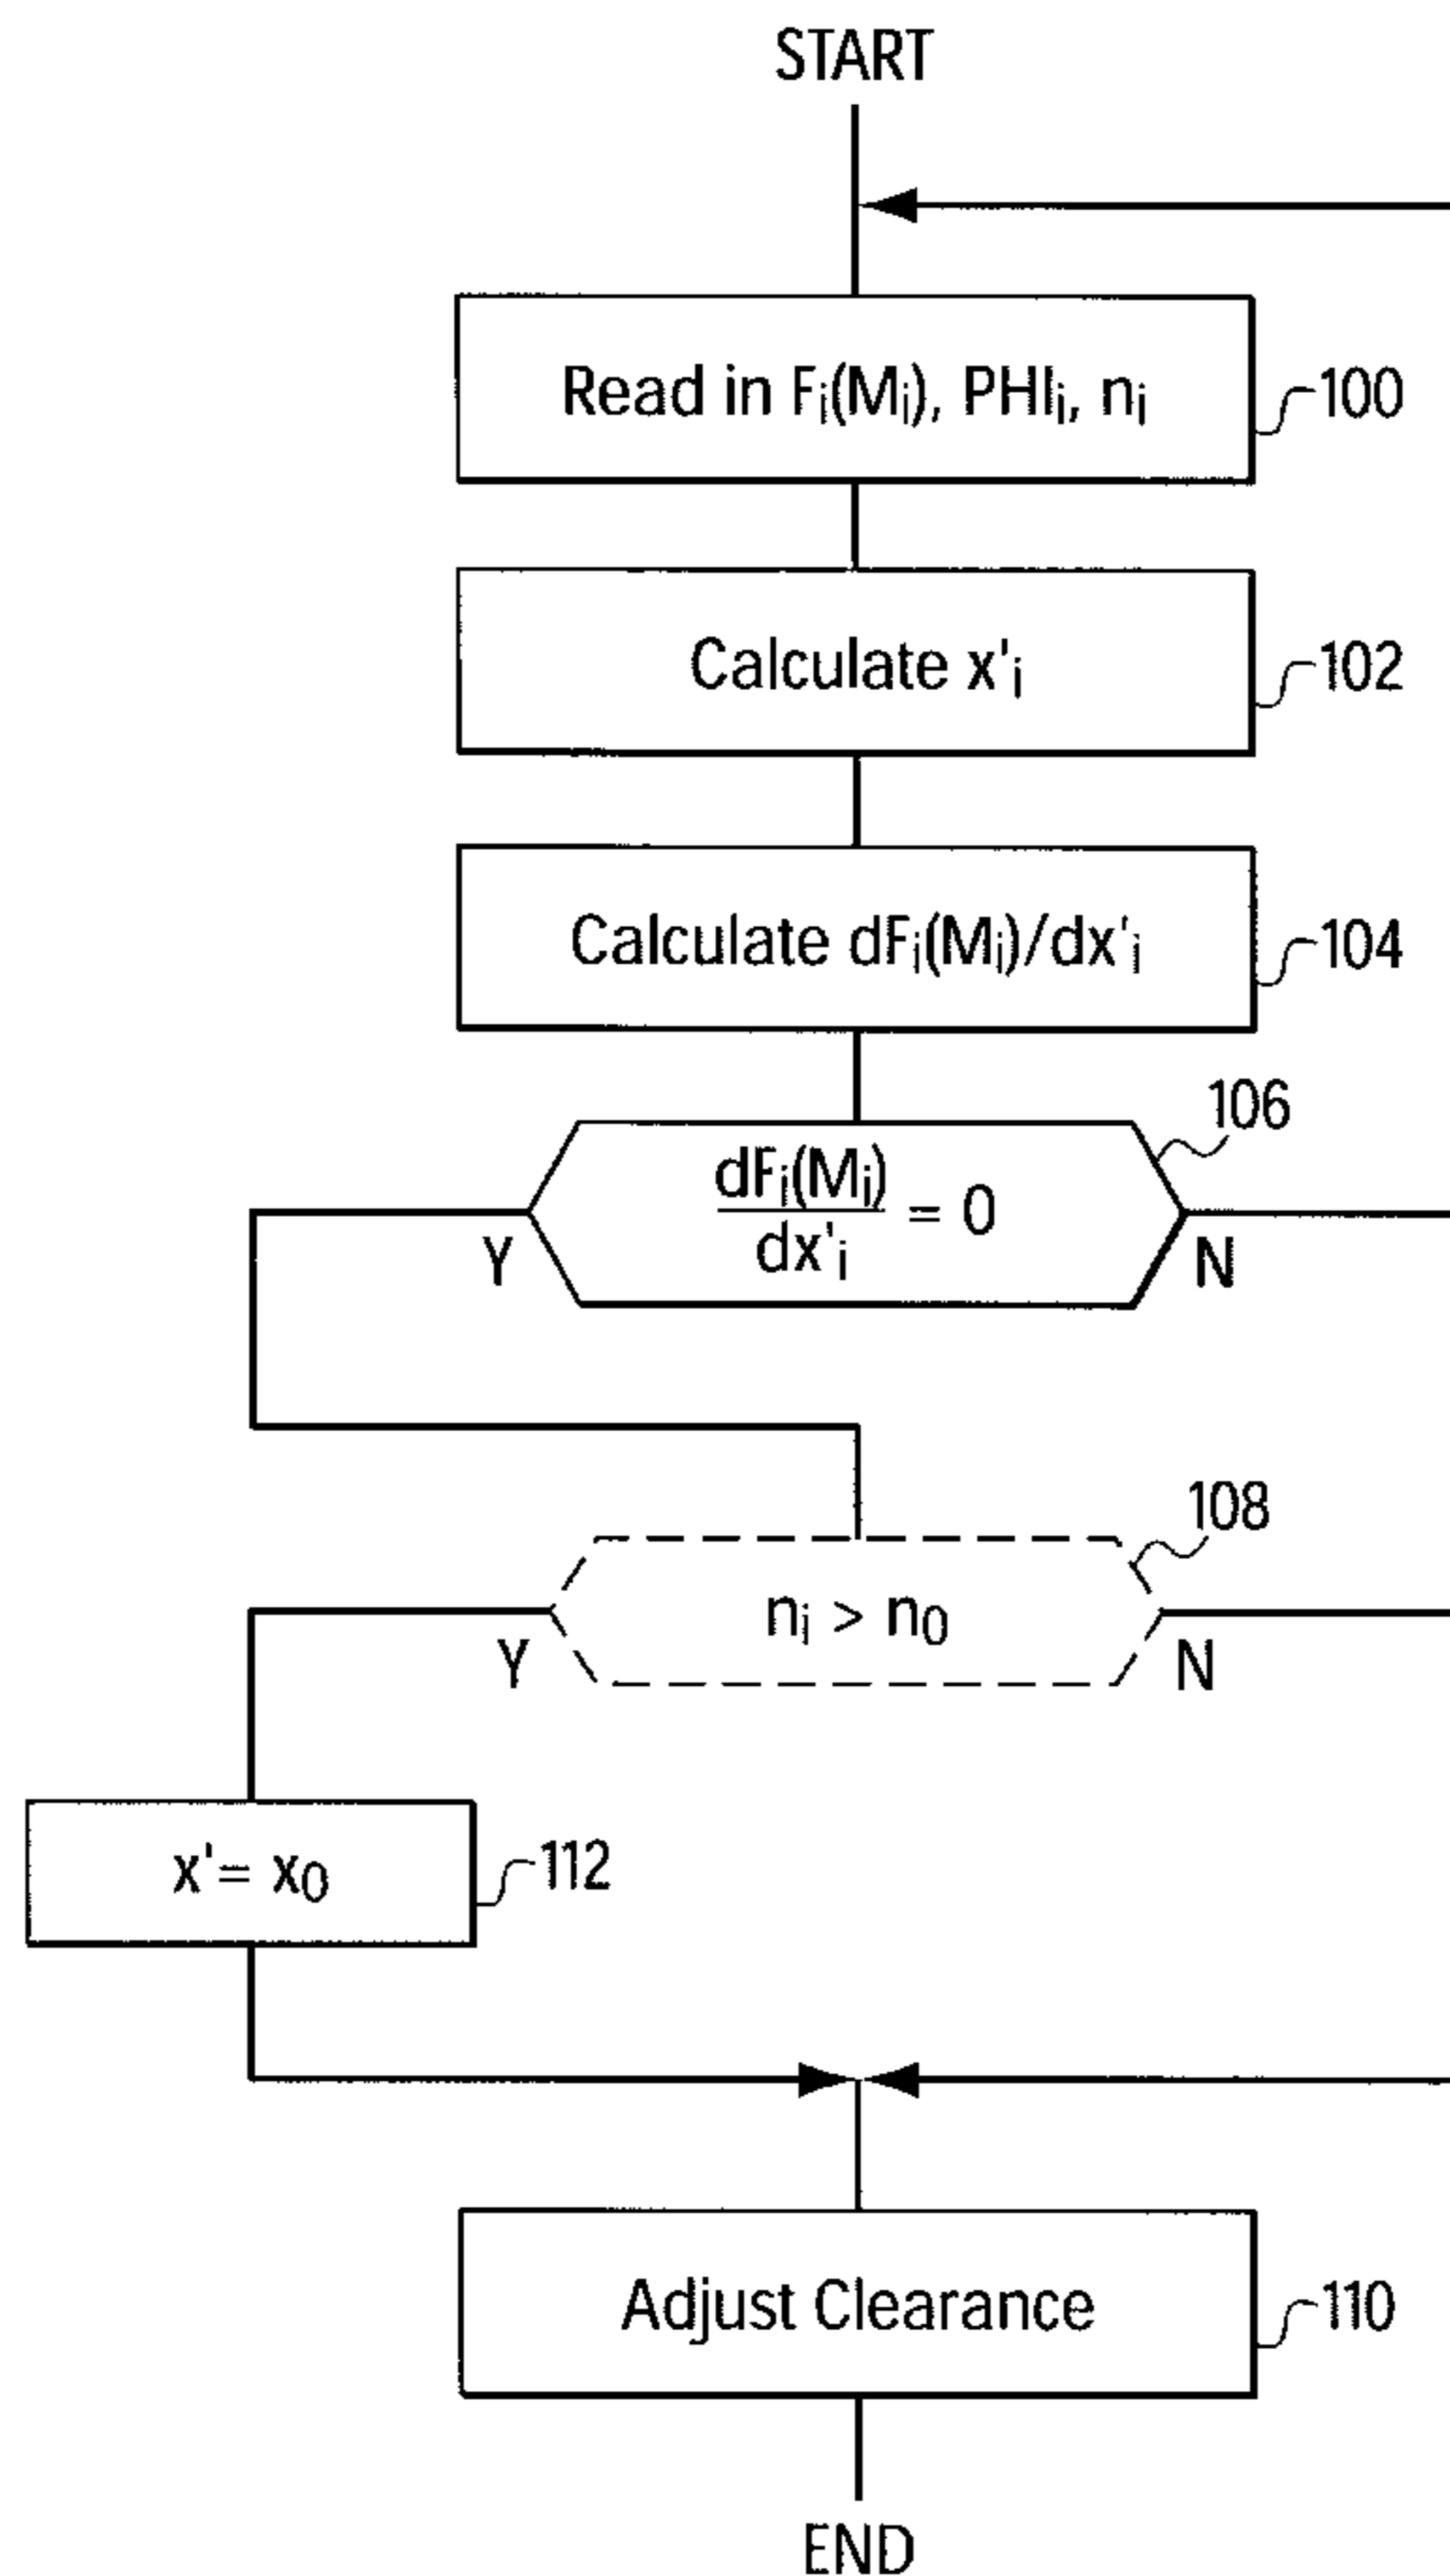 START
Read in Fᵢ(Mᵢ), PHIᵢ, nᵢ
100
Calculate x'ᵢ
102
Calculate dFᵢ(Mᵢ)/dx'ᵢ
104
106
dFᵢ(Mᵢ)
dx'ᵢ
= 0
Y
N
108
nᵢ > n₀
Y
N
x'= x₀
112
Adjust Clearance
110
END